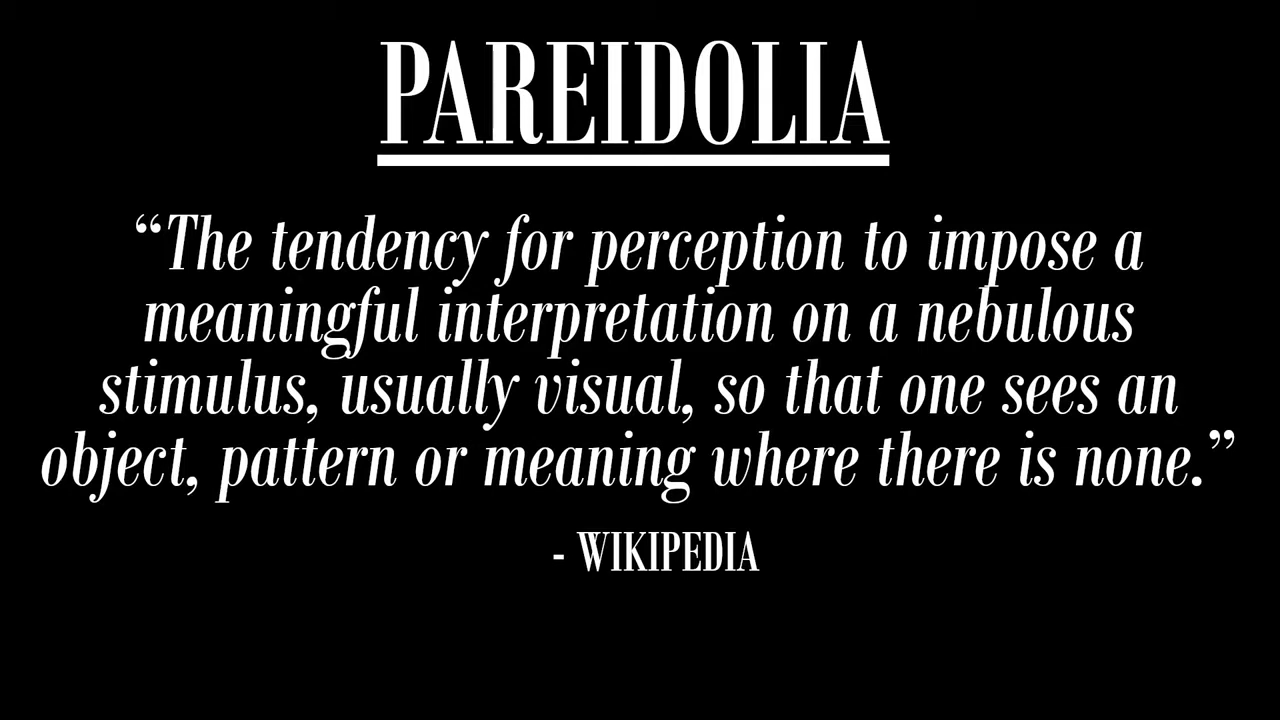 PAREIDOLIA
“The tendency for perception to impose a
meaningful interpretation on a nebulous
stimulus, usually visual, so that one sees an
object, pattern or meaning where there is none.”
- WIKIPEDIA